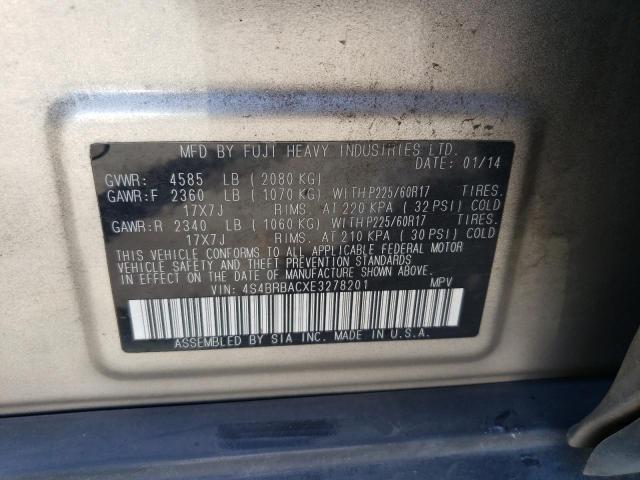 MFD BY FUJI HEAVY INDUSTRIES LTD.
DATE: 01/14
GVWR: 4585 LB ( 2080 KG)
GAWR:F 2360 LB ( 1070 KG) WITHP225/60R17 TIRES.
17X7J RIMS. AT 220 KPA ( 32 PSI) COLD
GAWR:R 2340 LB ( 1060 KG) WITHP225/60R17 TIRES.
17X7J RIMS. AT 210 KPA ( 30 PSI) COLD
THIS VEHICLE CONFORMS TO ALL APPLICABLE FEDERAL MOTOR
VEHICLE SAFETY AND THEFT PREVENTION STANDARDS IN
EFFECT ON THE DATE OF MANUFACTURE SHOWN ABOVE.
VIN: 4S4BRBACXE3278201 MPV
ASSEMBLED BY SIA INC. MADE IN U.S.A.